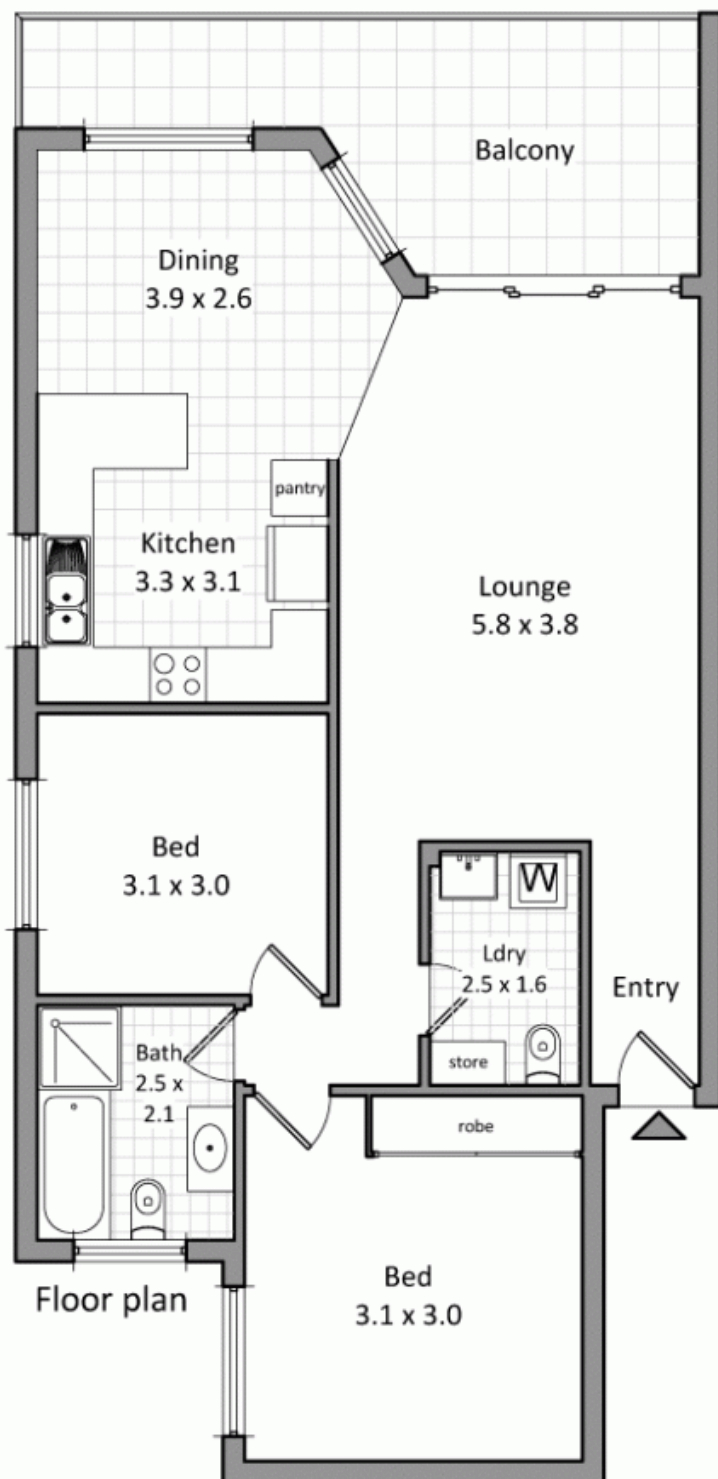 Balcony
Dining
3.9 x 2.6
pantry
Kitchen
3.3 x 3.1
Lounge
5.8 x 3.8
Bed
3.1 x 3.0
W
Ldry
2.5 x 1.6
Entry
Bath
2.5 x
2.1
store
robe
Floor plan
Bed
3.1 x 3.0